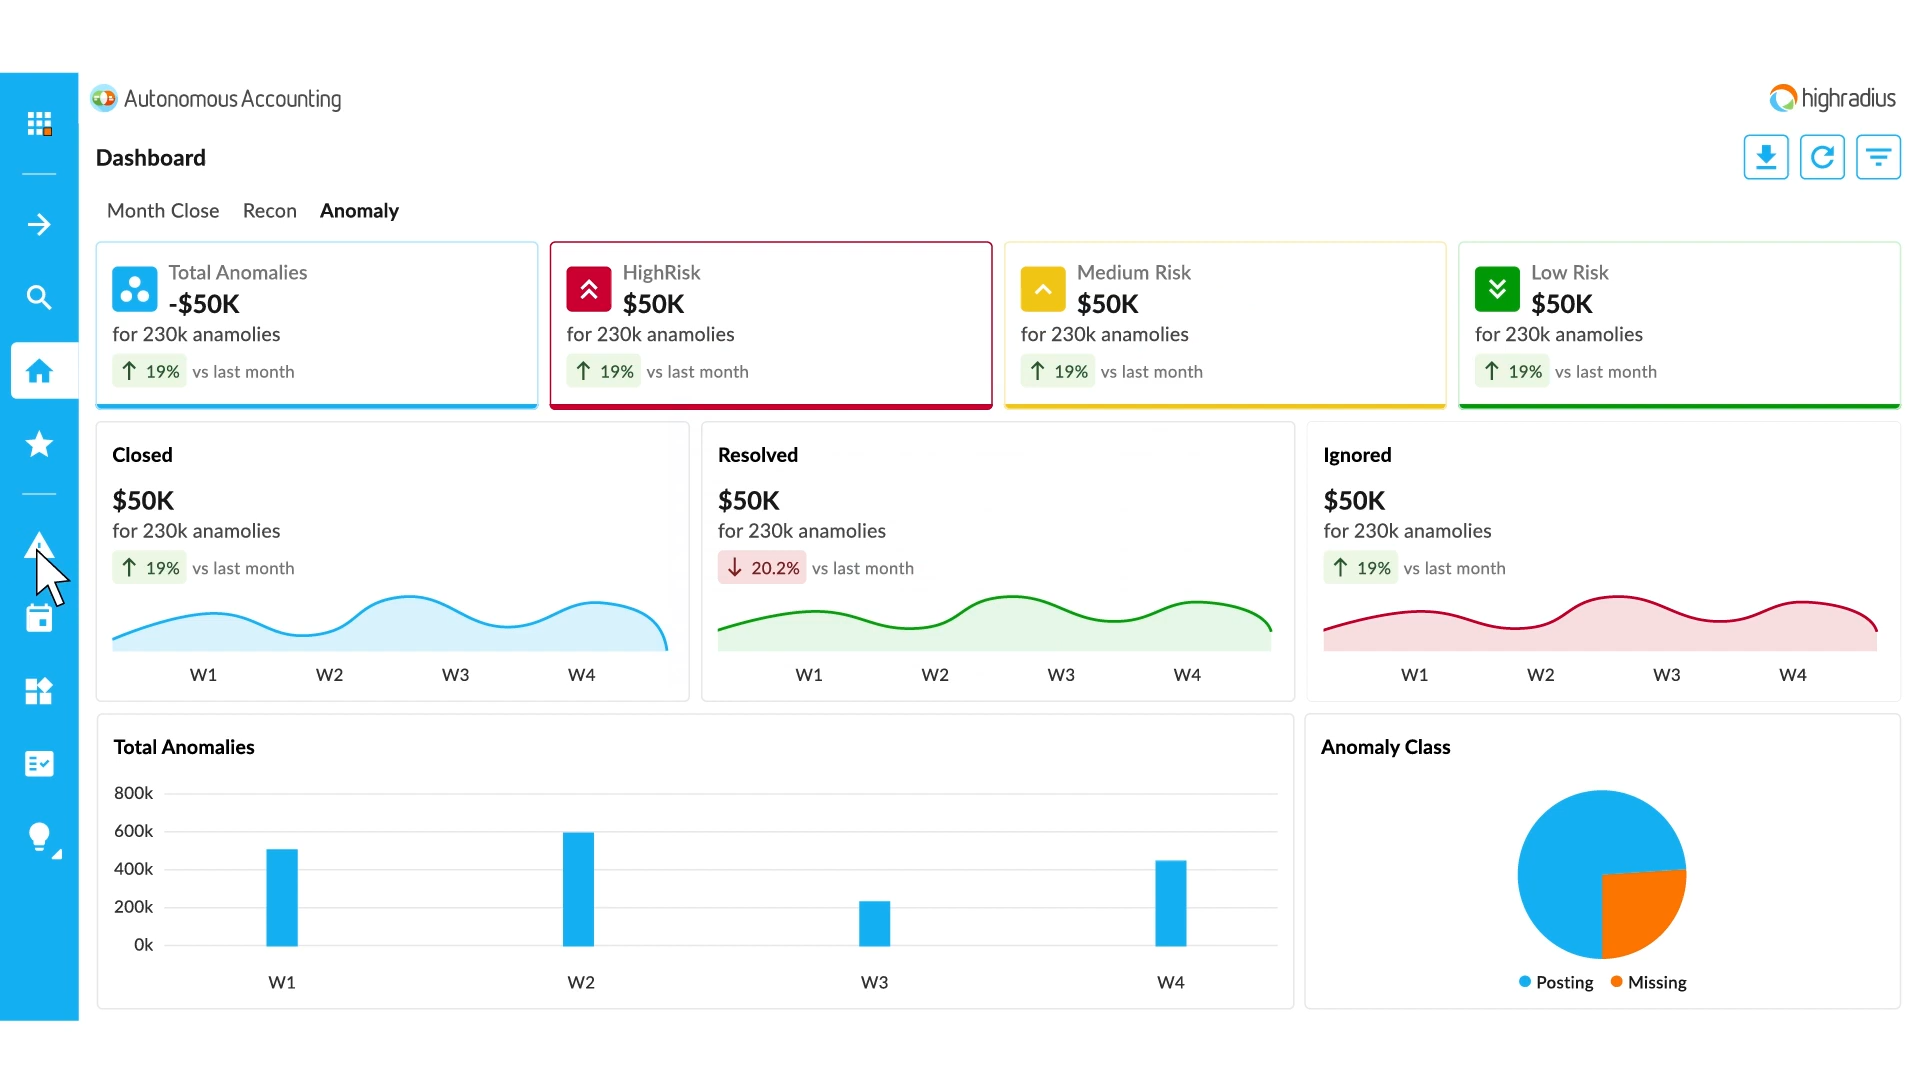 Autonomous Accounting
highradius
Dashboard
Month Close Recon Anomaly
Total Anomalies
-$50K
for 230k anamolies
19% vs last month
HighRisk
$50K
for 230k anamolies
19% vs last month
Medium Risk
$50K
for 230k anamolies
19% vs last month
Low Risk
$50K
for 230k anamolies
19% vs last month
Closed
$50K
for 230k anamolies
19% vs last month
W1 W2 W3 W4
Resolved
$50K
for 230k anamolies
20.2% vs last month
W1 W2 W3 W4
Ignored
$50K
for 230k anamolies
19% vs last month
W1 W2 W3 W4
Total Anomalies
800k
600k
400k
200k
0k
W1 W2 W3 W4
Anomaly Class
Posting Missing